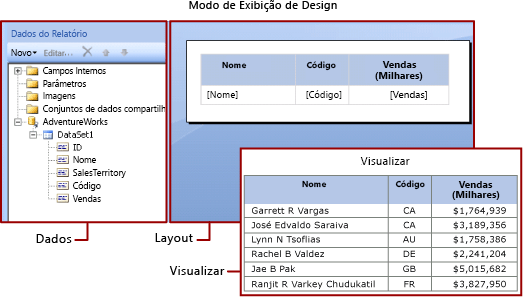 Modo de Exibição de Design
Dados do Relatório
Novo Editar...
Campos Internos
Parâmetros
Imagens
Conjuntos de dados compartilh
AdventureWorks
DataSet1
ID
Nome
SalesTerritory
Código
Vendas
Nome Código Vendas (Milhares)
[Nome] [Código] [Vendas]
Dados
Layout
Visualizar
Visualizar
Nome Código Vendas (Milhares)
Garrett R Vargas CA $1,764,939
José Edvaldo Saraiva CA $3,189,356
Lynn N Tsoflias AU $1,758,386
Rachel B Valdez DE $2,241,204
Jae B Pak GB $5,015,682
Ranjit R Varkey Chudukatil FR $3,827,950